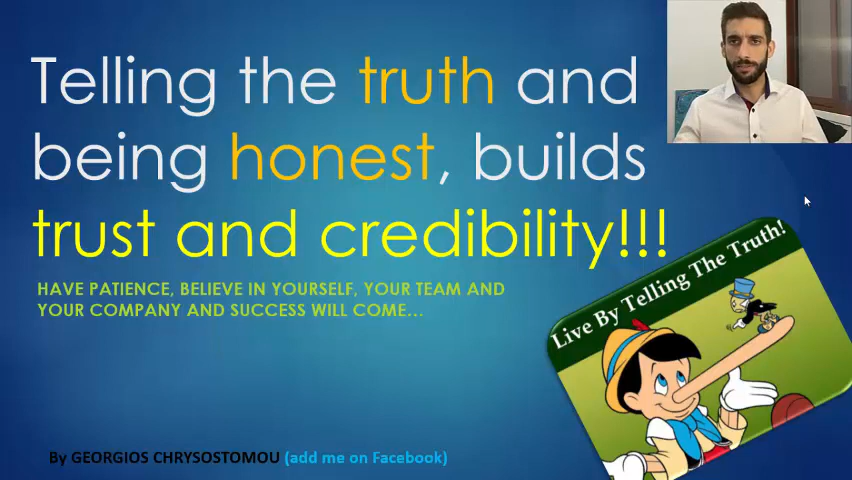 Telling the truth and
being honest, builds
trust and credibility!!!
HAVE PATIENCE, BELIEVE IN YOURSELF, YOUR TEAM AND
YOUR COMPANY AND SUCCESS WILL COME...
Live By Telling The Truth!
By GEORGIOS CHRYSOSTOMOU (add me on Facebook)